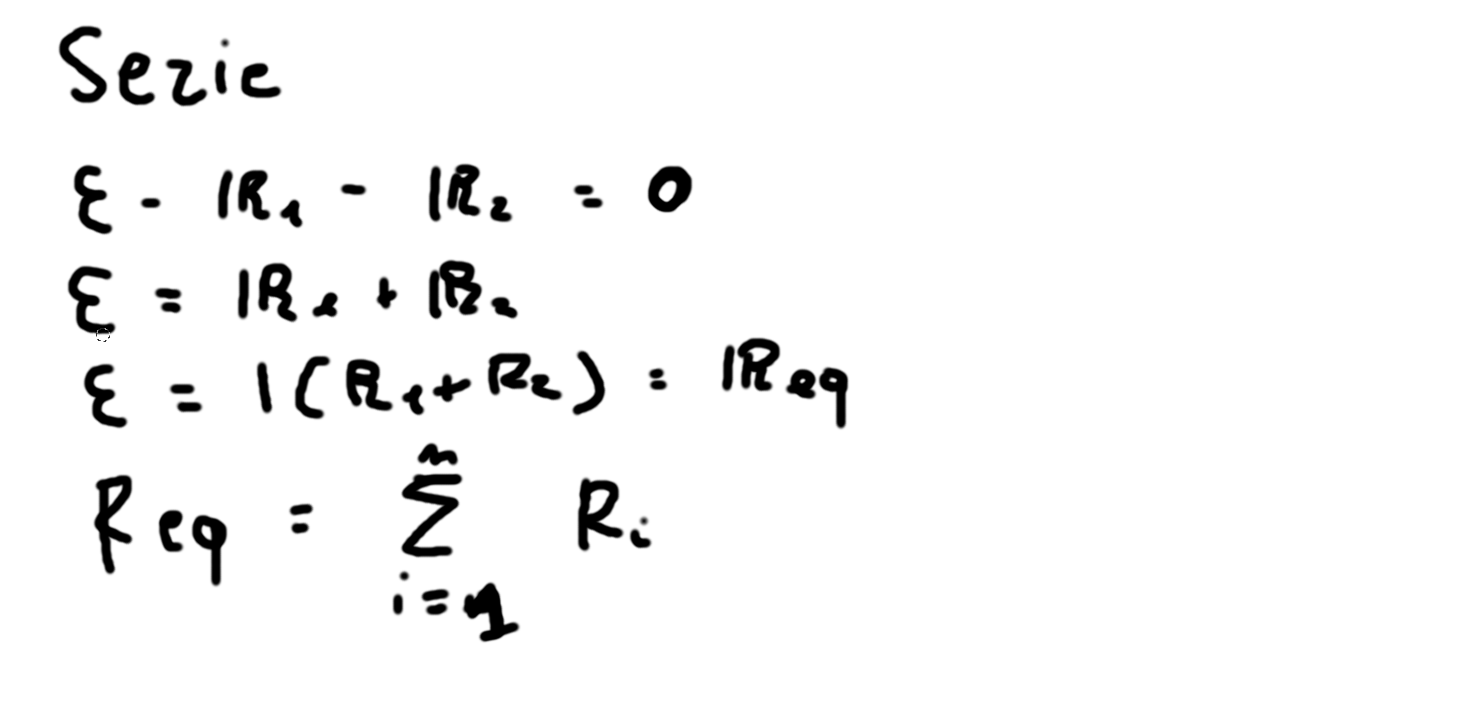 Serie
ε - IR₁ - IR₂ = 0
ε = IR₁ + IR₂
ε = I(R₁ + R₂) = IReq
Req = Σ_{i=1}^{n} Ri